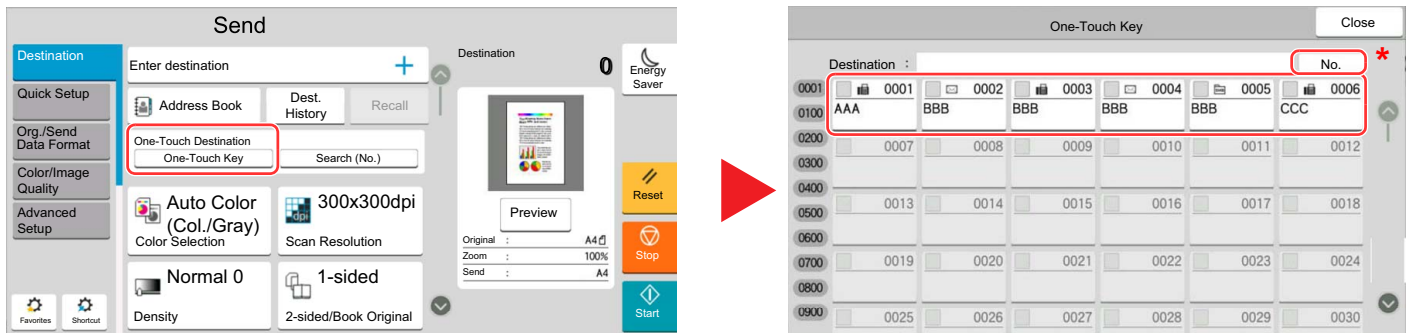 Send
Destination
Quick Setup
Org./Send
Data Format
Color/Image
Quality
Advanced
Setup
Favorites
Shortcut
Enter destination +
Address Book
Dest.
History
Recall
One-Touch Destination
One-Touch Key
Search (No.)
Auto Color
(Col./Gray)
Color Selection
300x300dpi
dpi
Scan Resolution
Normal 0
Density
1-sided
2-sided/Book Original
Destination 0
Preview
Original : A4
Zoom : 100%
Send : A4
Energy
Saver
Reset
Stop
Start
One-Touch Key
Close
Destination :
No. *
0001
0100
0200
0300
0400
0500
0600
0700
0800
0900
0001 0002 0003 0004 0005 0006
AAA BBB BBB BBB BBB CCC
0007 0008 0009 0010 0011 0012
0013 0014 0015 0016 0017 0018
0019 0020 0021 0022 0023 0024
0025 0026 0027 0028 0029 0030